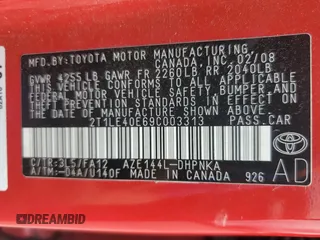 MFD.BY: TOYOTA MOTOR MANUFACTURING
CANADA, INC. 02/08
GVWR 4255LB GAWR FR 2260LB RR 2040LB
THIS VEHICLE CONFORMS TO ALL APPLICABLE
FEDERAL MOTOR VEHICLE SAFETY, BUMPER,
AND THEFT PREVENTION STANDARDS IN EFFECT
ON THE DATE OF MANUFACTURE SHOWN ABOVE.
2T1LE40E69C003313 PASS.CAR
C/TR:3L5/FA12 AZE144L-DHPNKA
A/TM:-04A/U140F MADE IN CANADA
926
TOYOTA
AD
DREAMBID